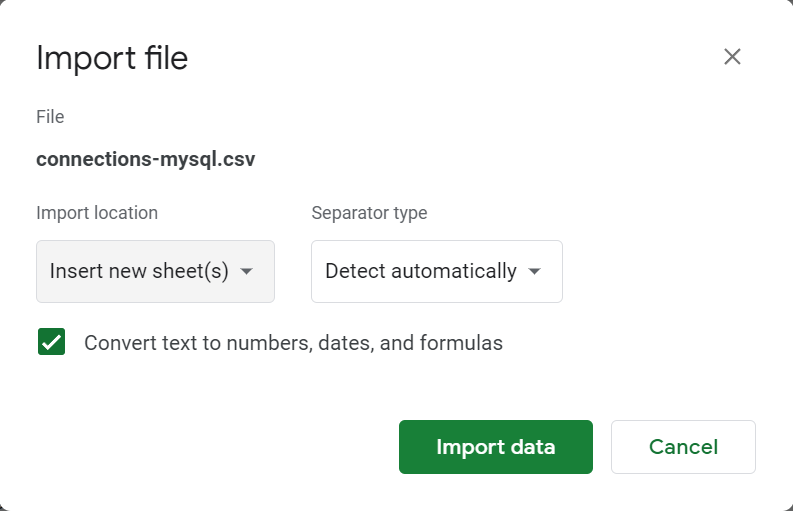 Import file
File
connections-mysql.csv
Import location
Separator type
Insert new sheet(s)
Detect automatically
Convert text to numbers, dates, and formulas
Import data
Cancel